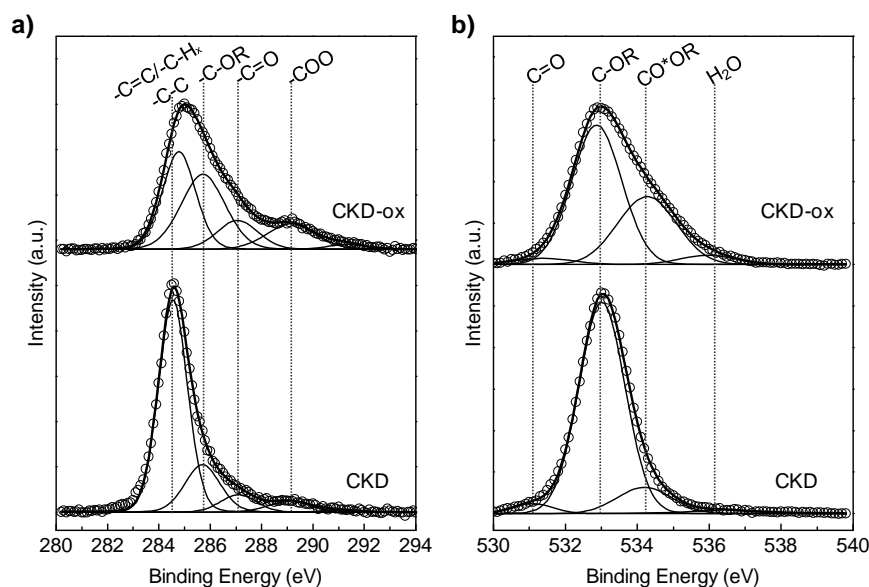 a)
-C=C/-C-Hₓ
-C-C
-C-OR
-C=O
-COO
CKD-ox
CKD
Intensity (a.u.)
280 282 284 286 288 290 292 294
Binding Energy (eV)
b)
C=O
C-OR
CO*OR
H₂O
CKD-ox
CKD
Intensity (a.u.)
530 532 534 536 538 540
Binding Energy (eV)